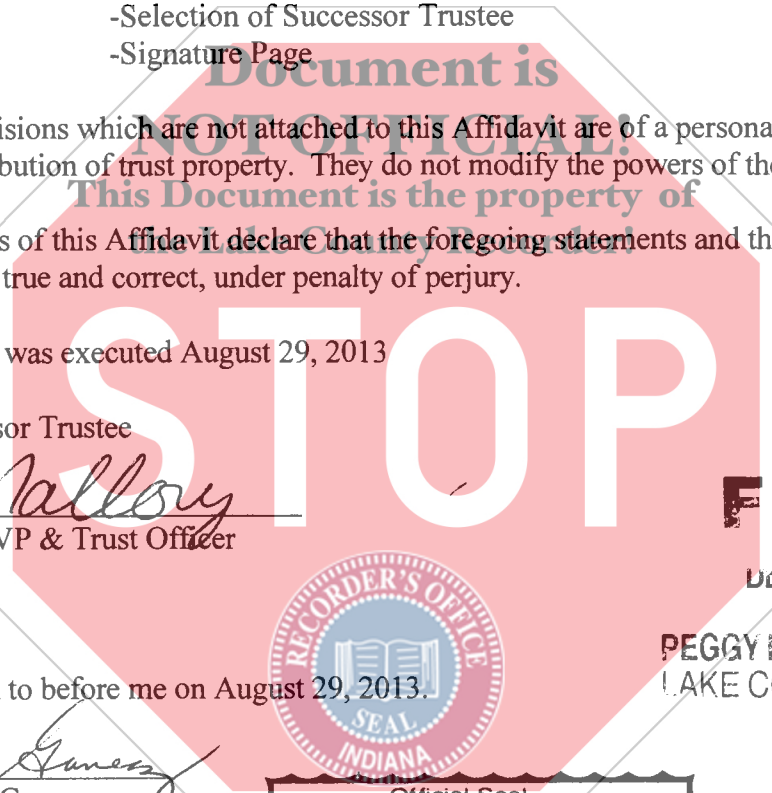 -Selection of Successor Trustee
-Signature Page
Document is
isions which are not attached to this Affidavit are of a persona
NOT OFFICIAL!
bution of trust property. They do not modify the powers of the
This Document is the property of
s of this Affidavit declare that the foregoing statements and th
the Lake County Recorder!
true and correct, under penalty of perjury.
STOP
was executed August 29, 2013
sor Trustee
Mallory
VP & Trust Officer
F
PEGGY
LAKE CO
RECORDER'S OFFICE
SEAL
INDIANA
to before me on August 29, 2013.
Official Seal